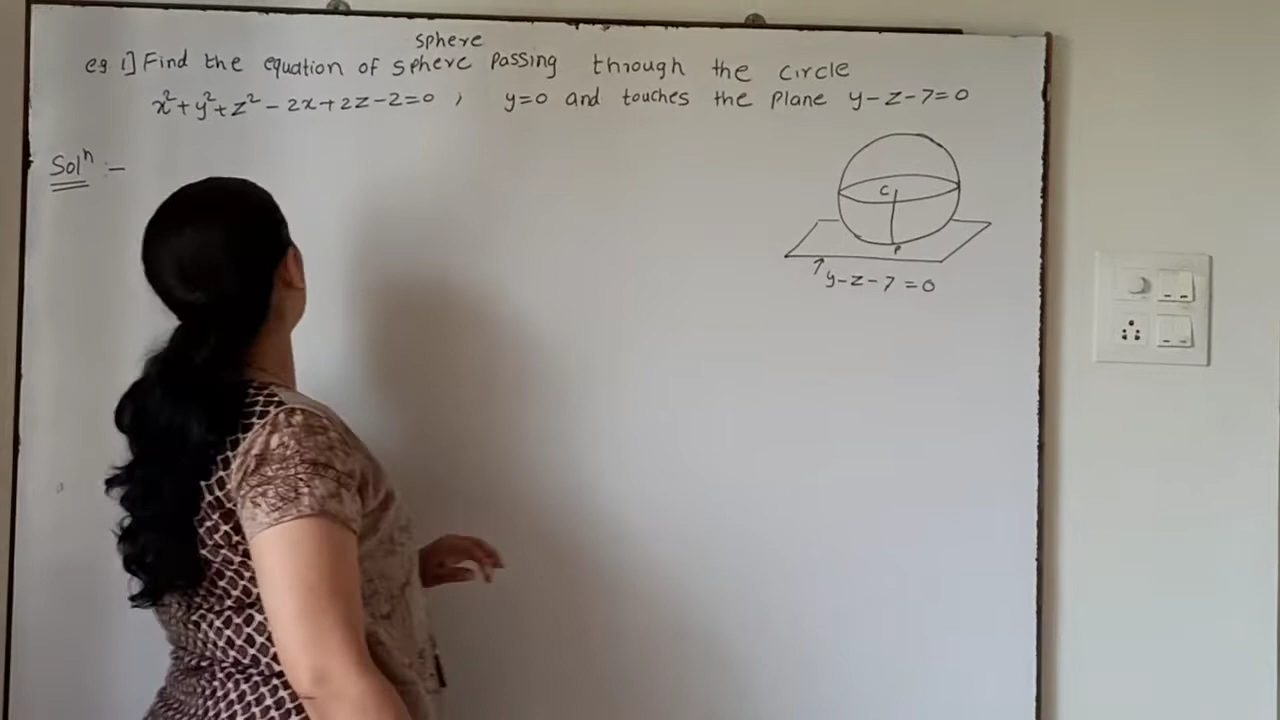 sphere
eg 1] Find the equation of sphere passing through the circle
x²+y²+z²-2x+2z-2=0 ; y=0 and touches the plane y-z-7=0
Solⁿ :-
C
P
y-z-7=0